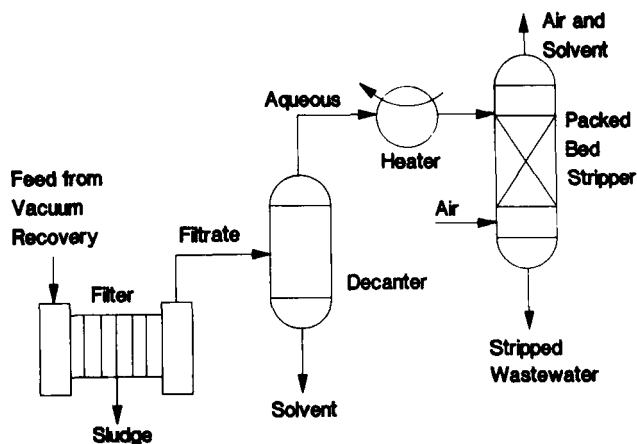 Air and
Solvent
Aqueous
Heater
Packed
Bed
Stripper
Feed from
Vacuum
Recovery
Filtrate
Air
Filter
Decanter
Sludge
Solvent
Stripped
Wastewater